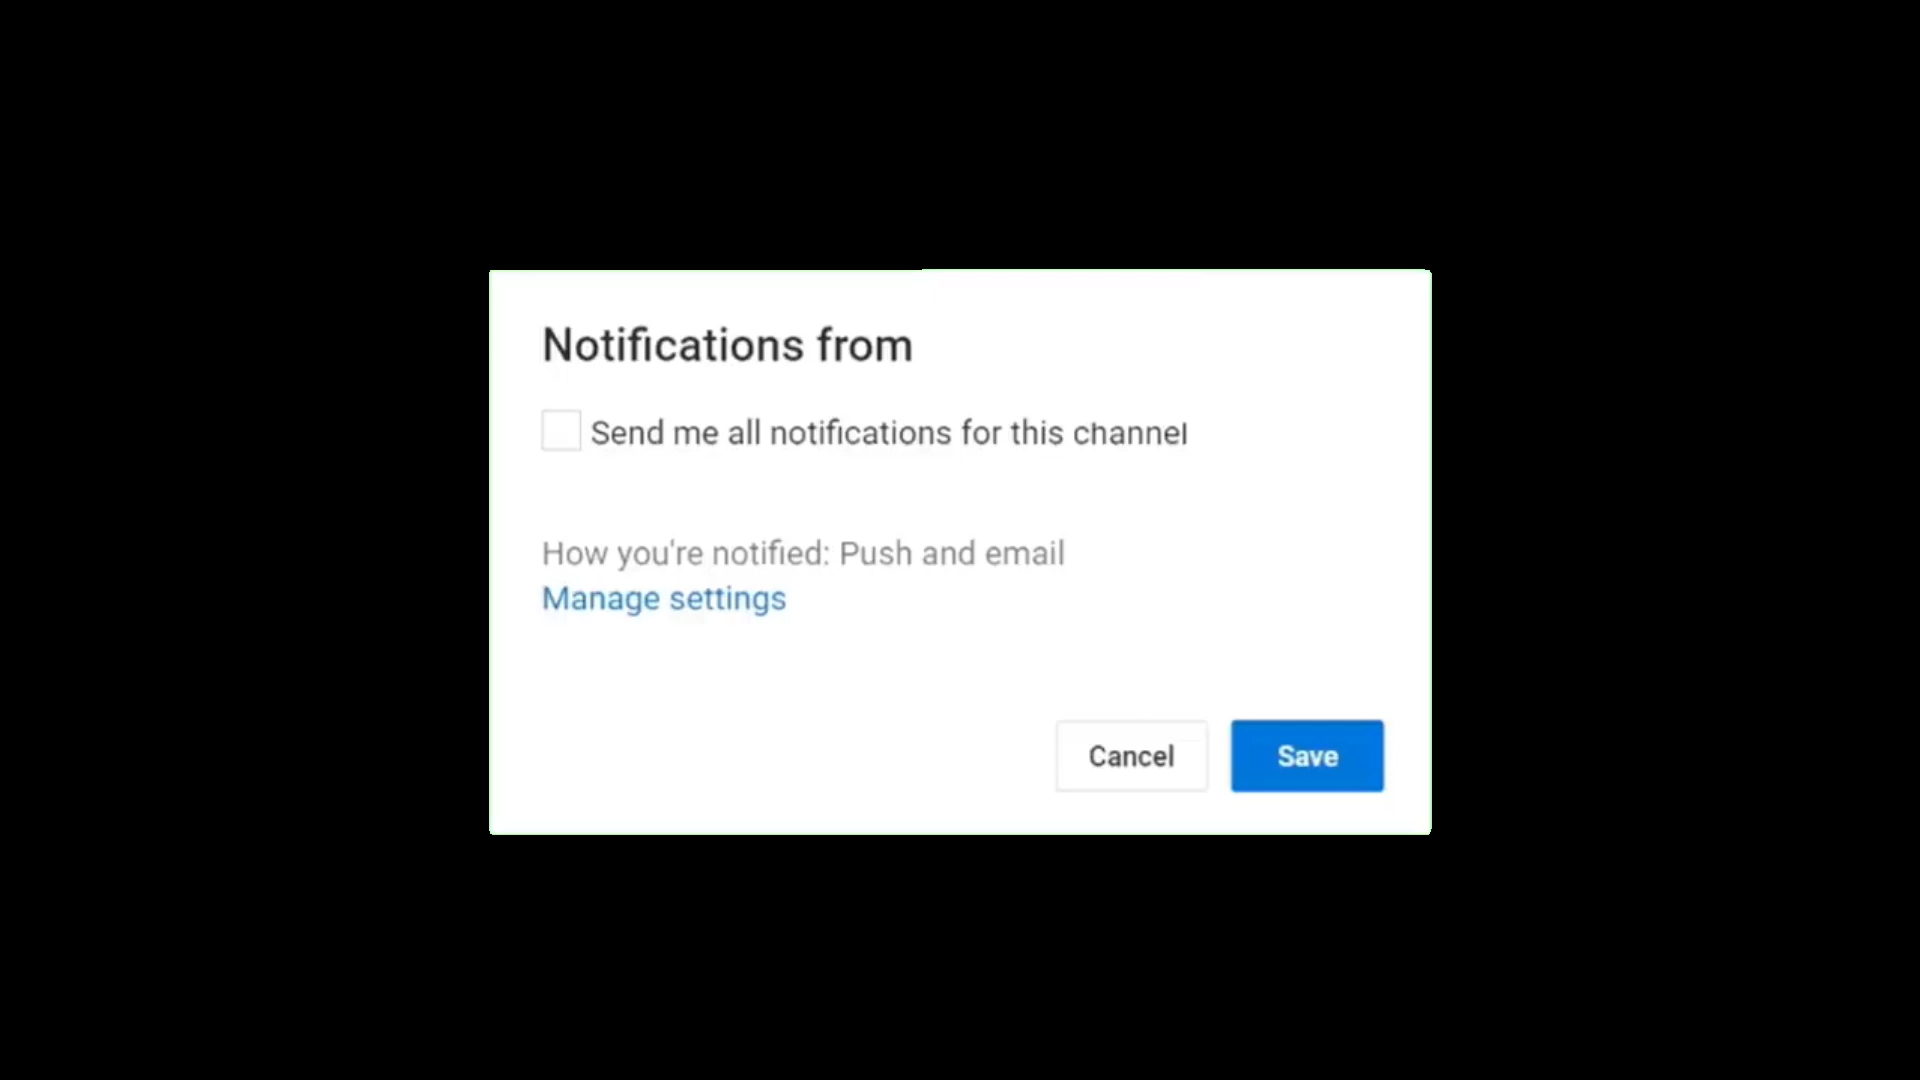 Notifications from
Send me all notifications for this channel
How you're notified: Push and email
Manage settings
Cancel
Save